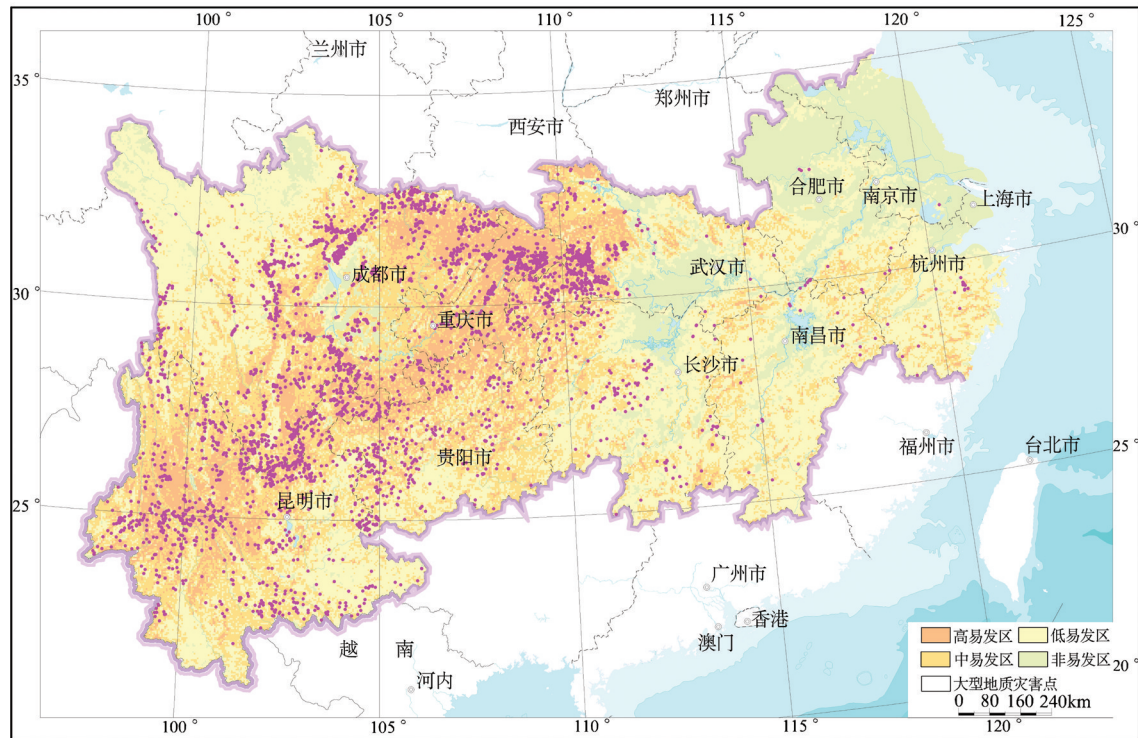 100 °
105 °
110 °
115 °
120 °
125 °
35 °
兰州市
郑州市
西安市
合肥市
南京市
上海市
30 °
成都市
武汉市
杭州市
30 °
重庆市
南昌市
长沙市
贵阳市
福州市
台北市
25 °
昆明市
25 °
广州市
香港
澳门
越 南
河内
20 °
高易发区 低易发区
中易发区 非易发区
大型地质灾害点
0 80 160 240km
100 °
105 °
110 °
115 °
120 °